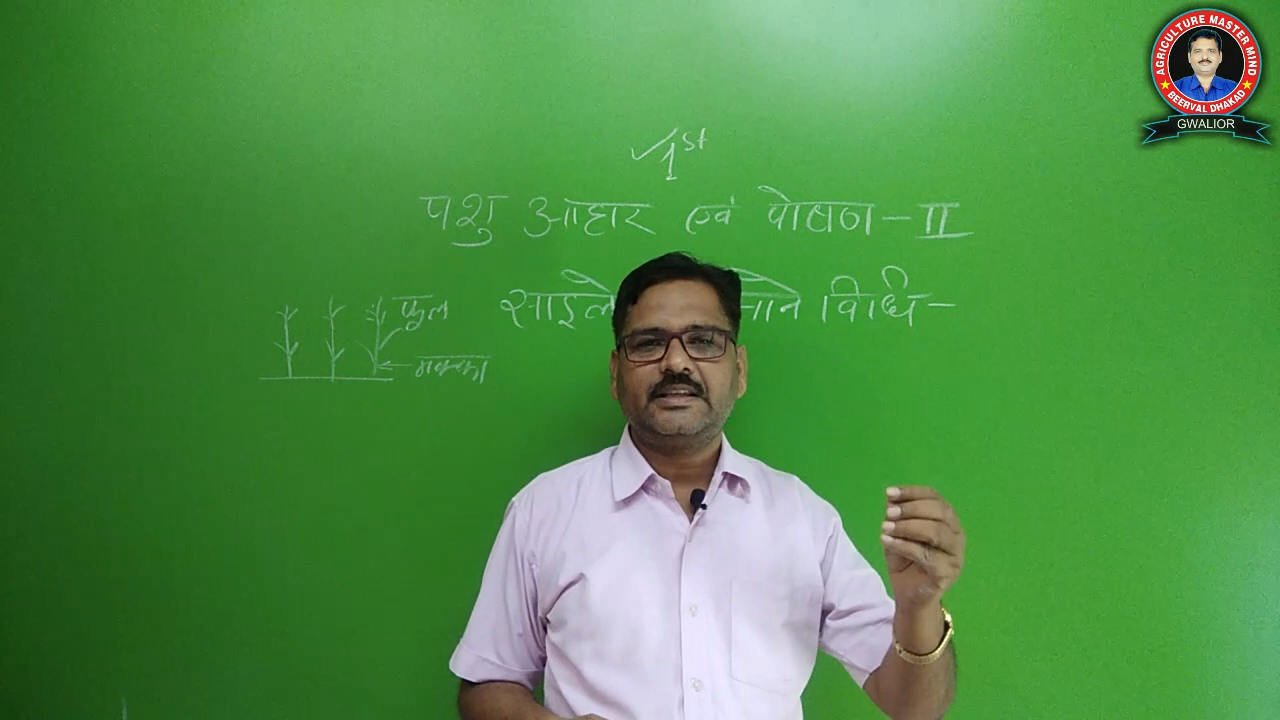 ✓1st
पशु आहार एवं पोषण - II
साइले नाने विधि -
फूल
मक्का
AGRICULTURE MASTER MIND
BEERVAL DHAKAD
GWALIOR